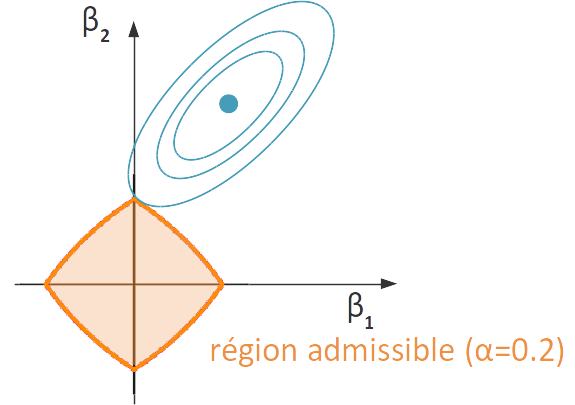 β2
β1
région admissible (α=0.2)